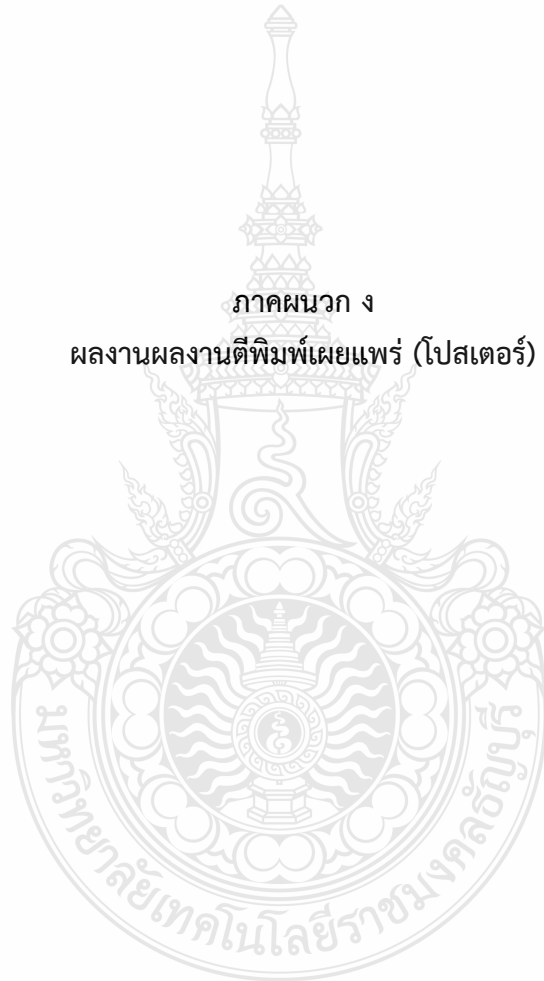 ภาคผนวก ง
ผลงานผลงานตีพิมพ์เผยแพร่ (โปสเตอร์)
มหาวิทยาลัยเทคโนโลยีราชมงคลธัญบุรี